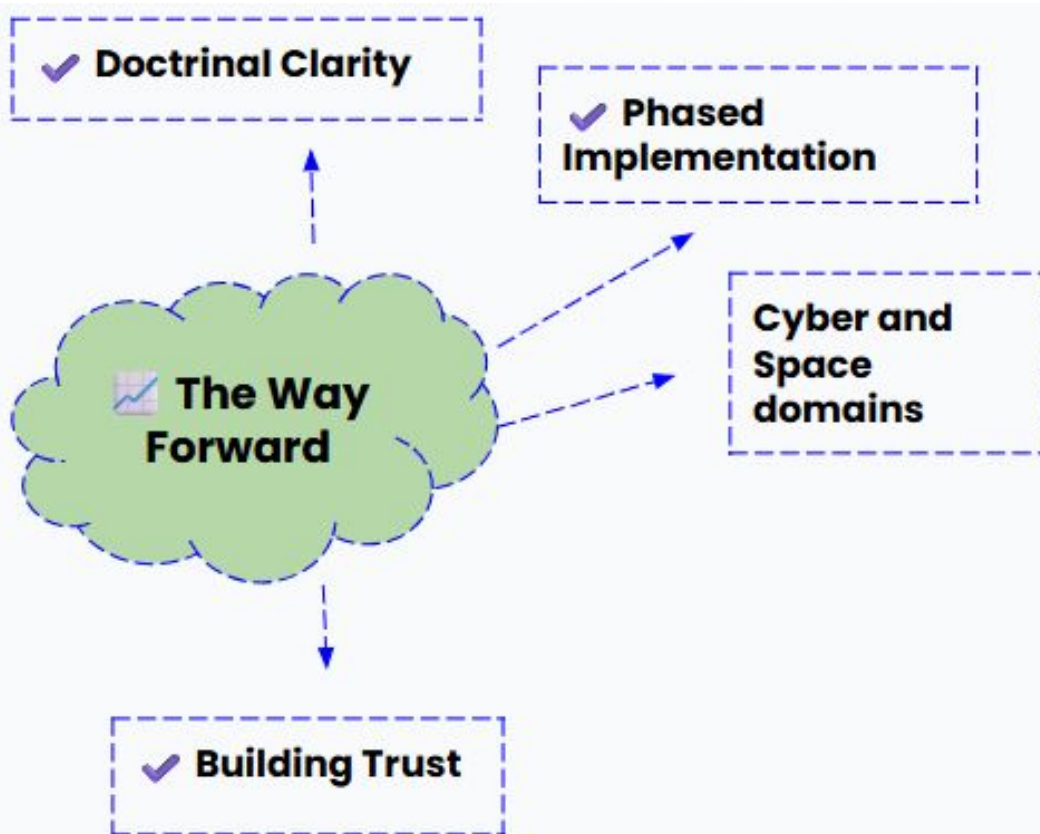 ✔ Doctrinal Clarity
✔ Phased
Implementation
Cyber and
Space
domains
📈 The Way
Forward
✔ Building Trust